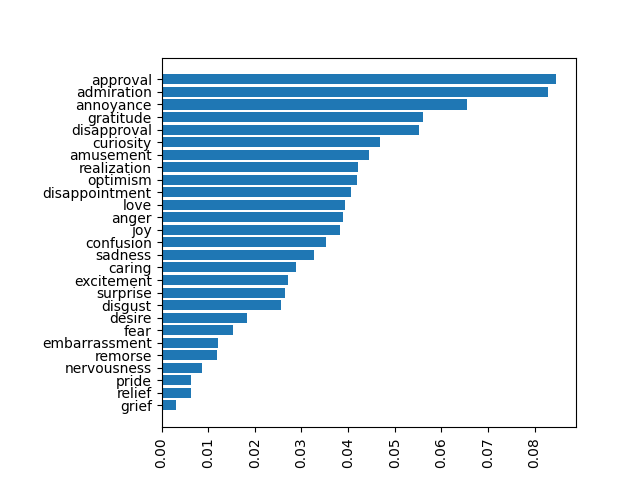 approval
admiration
annoyance
gratitude
disapproval
curiosity
amusement
realization
optimism
disappointment
love
anger
joy
confusion
sadness
caring
excitement
surprise
disgust
desire
fear
embarrassment
remorse
nervousness
pride
relief
grief
0.00
0.01
0.02
0.03
0.04
0.05
0.06
0.07
0.08